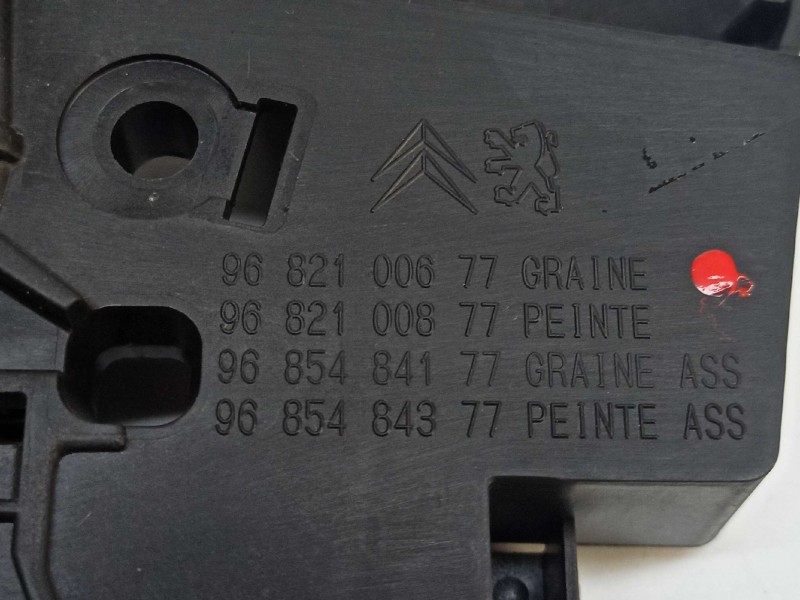 96 821 006 77 GRAINE
96 821 008 77 PEINTE
96 854 841 77 GRAINE ASS
96 854 843 77 PEINTE ASS